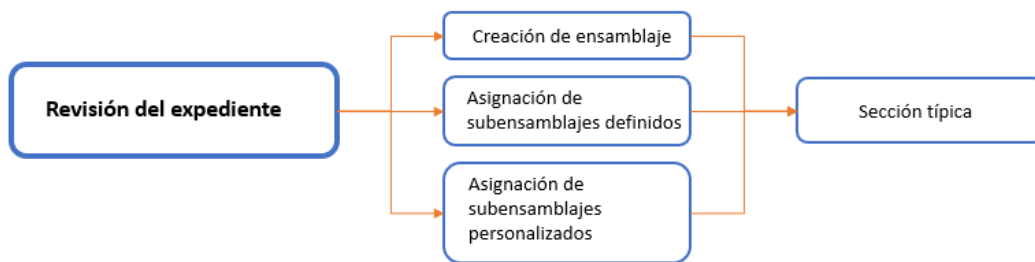 Revisión del expediente
Creación de ensamblaje
Asignación de
subensamblajes definidos
Asignación de
subensamblajes
personalizados
Sección típica